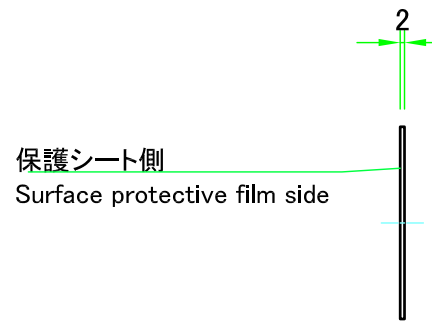 2
保護シート側
Surface protective film side